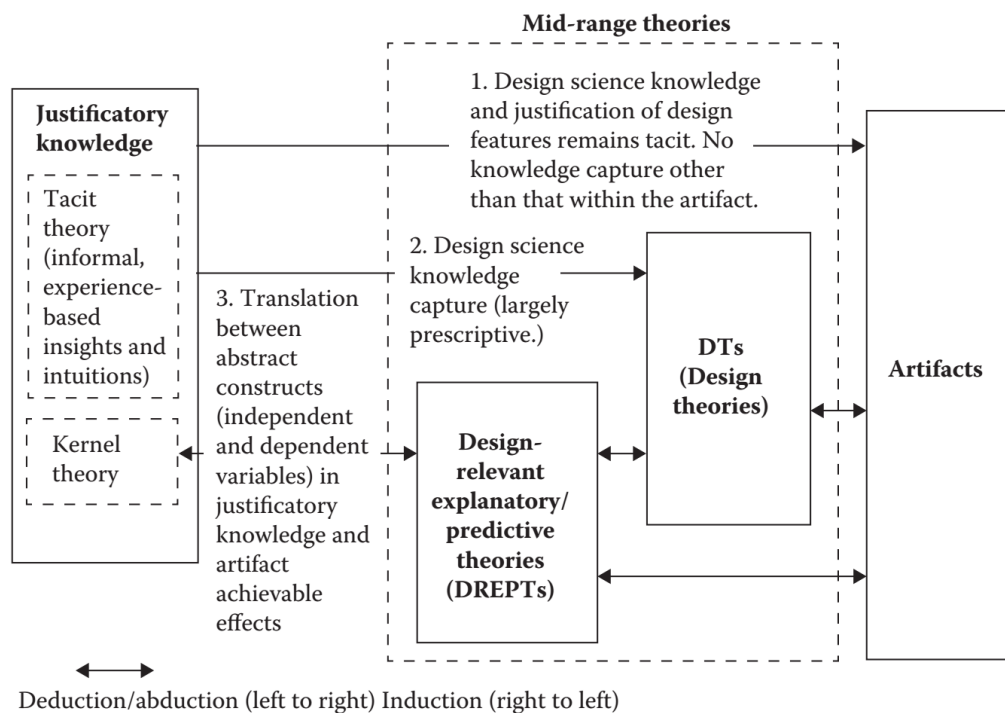 Mid-range theories
Justificatory
knowledge
Tacit
theory
(informal,
experience-
based
insights and
intuitions)
Kernel
theory
1. Design science knowledge
and justification of design
features remains tacit. No
knowledge capture other
than that within the artifact.
2. Design science
knowledge
capture (largely
prescriptive.)
3. Translation
between
abstract
constructs
(independent
and dependent
variables) in
justificatory
knowledge and
artifact
achievable
effects
Design-
relevant
explanatory/
predictive
theories
(DREPTs)
DTs
(Design
theories)
Artifacts
Deduction/abduction (left to right) Induction (right to left)